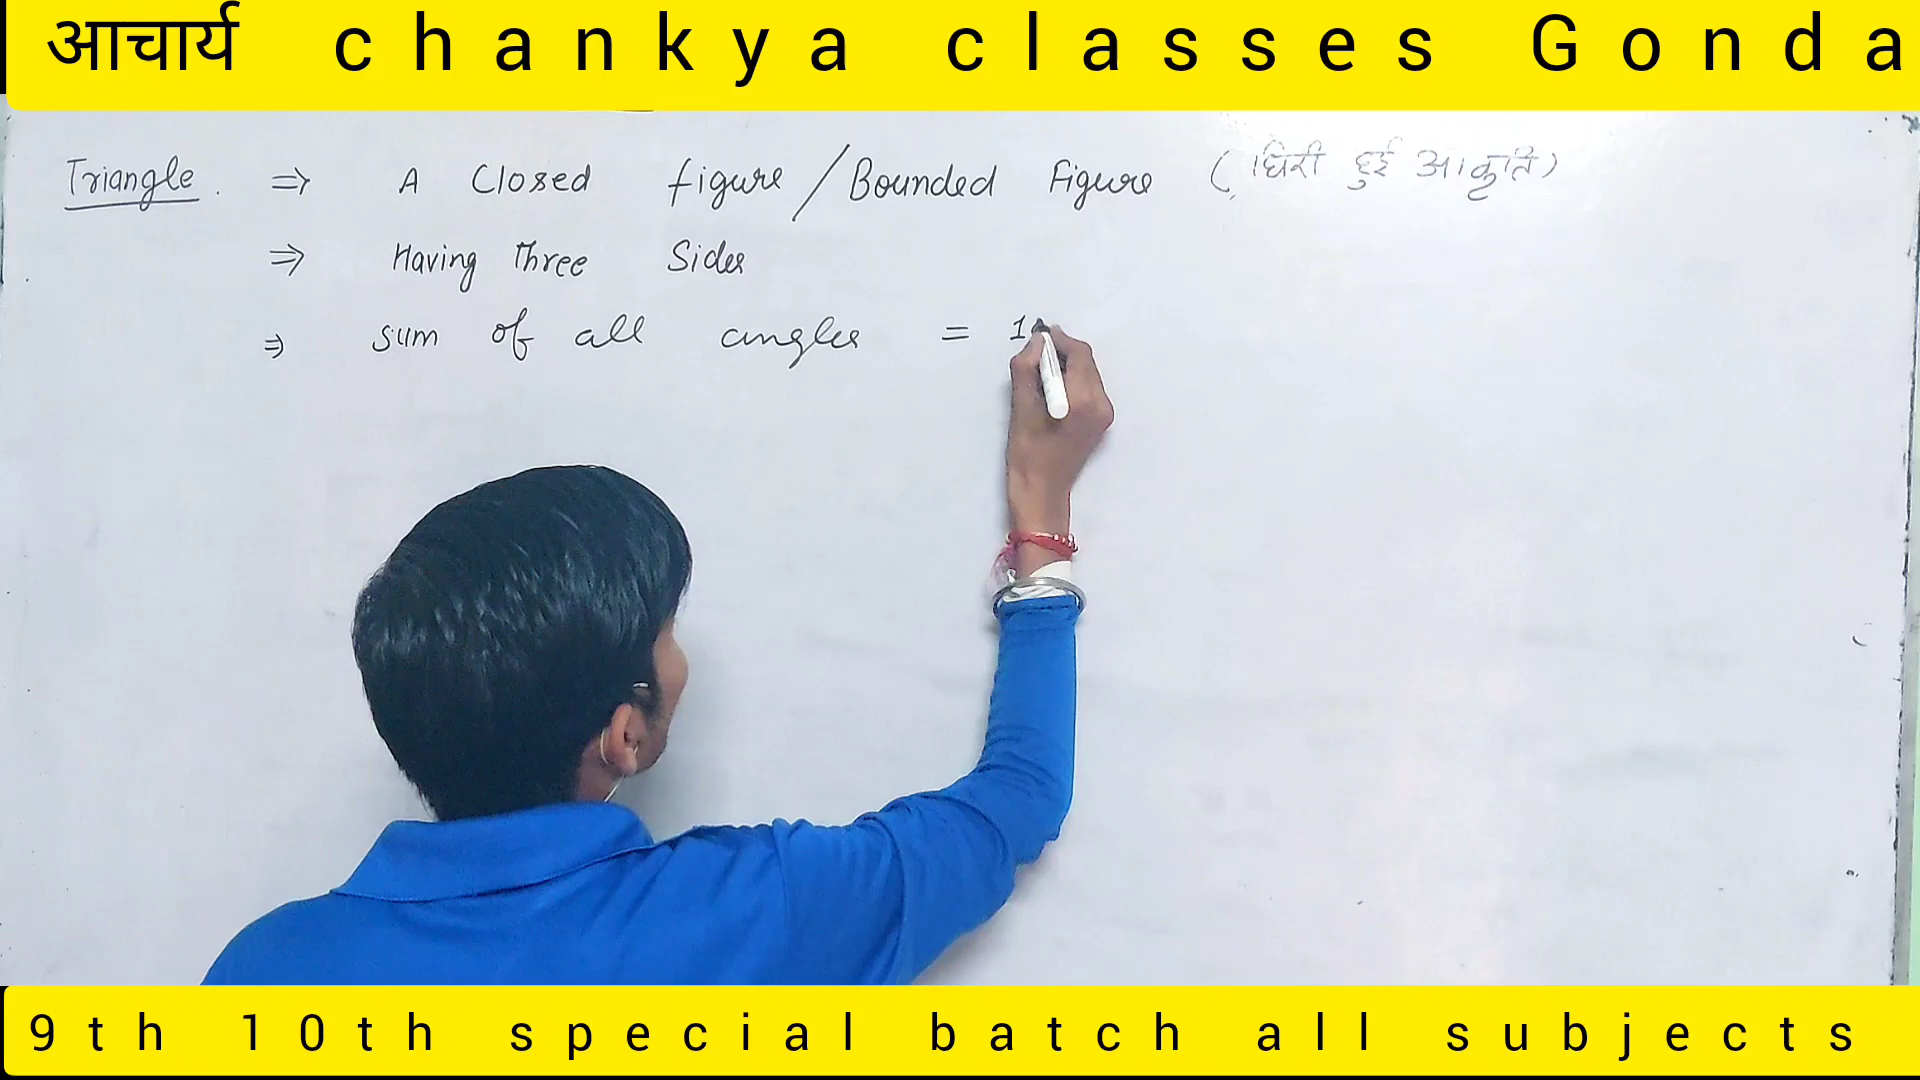 आचार्य chankya classes Gonda
Triangle. ⇒ A Closed figure / Bounded Figure (घिरी हुई आकृति)
⇒ Having Three Sides
⇒ sum of all angles = 1
9th 10th special batch all subjects